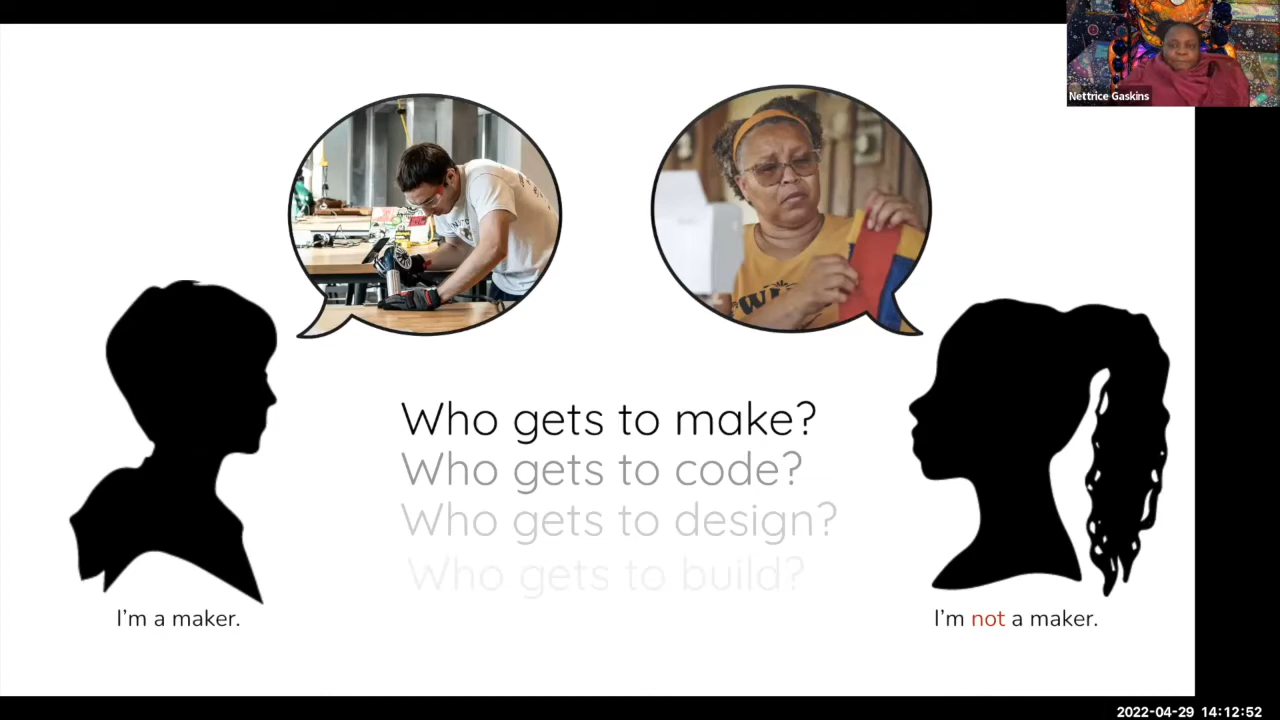 Nettrice Gaskins
Who gets to make?
Who gets to code?
Who gets to design?
Who gets to build?
I'm a maker.
I'm not a maker.
2022-04-29 14:12:52